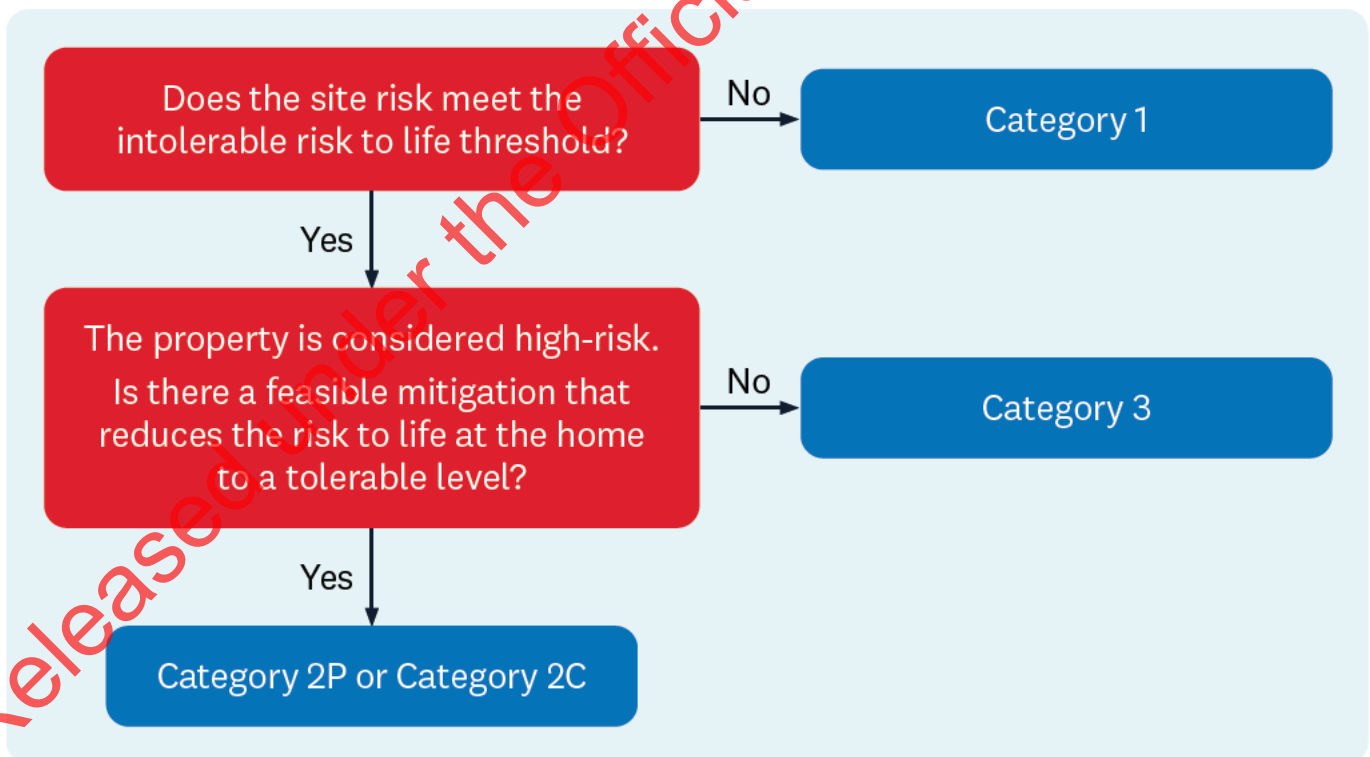 Does the site risk meet the
intolerable risk to life threshold?
No
Category 1
Yes
The property is considered high-risk.
Is there a feasible mitigation that
reduces the risk to life at the home
to a tolerable level?
No
Category 3
Yes
Category 2P or Category 2C
Released under the